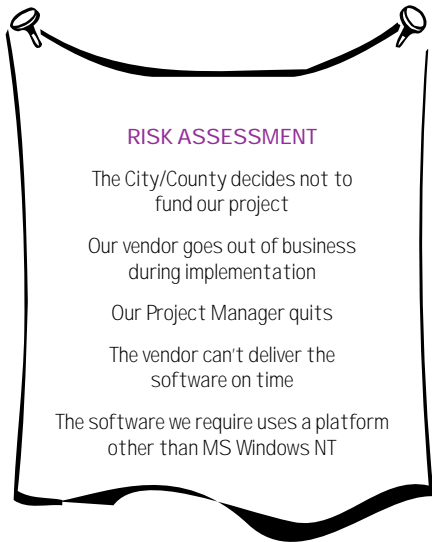 RISK ASSESSMENT
The City/County decides not to
fund our project
Our vendor goes out of business
during implementation
Our Project Manager quits
The vendor can't deliver the
software on time
The software we require uses a platform
other than MS Windows NT